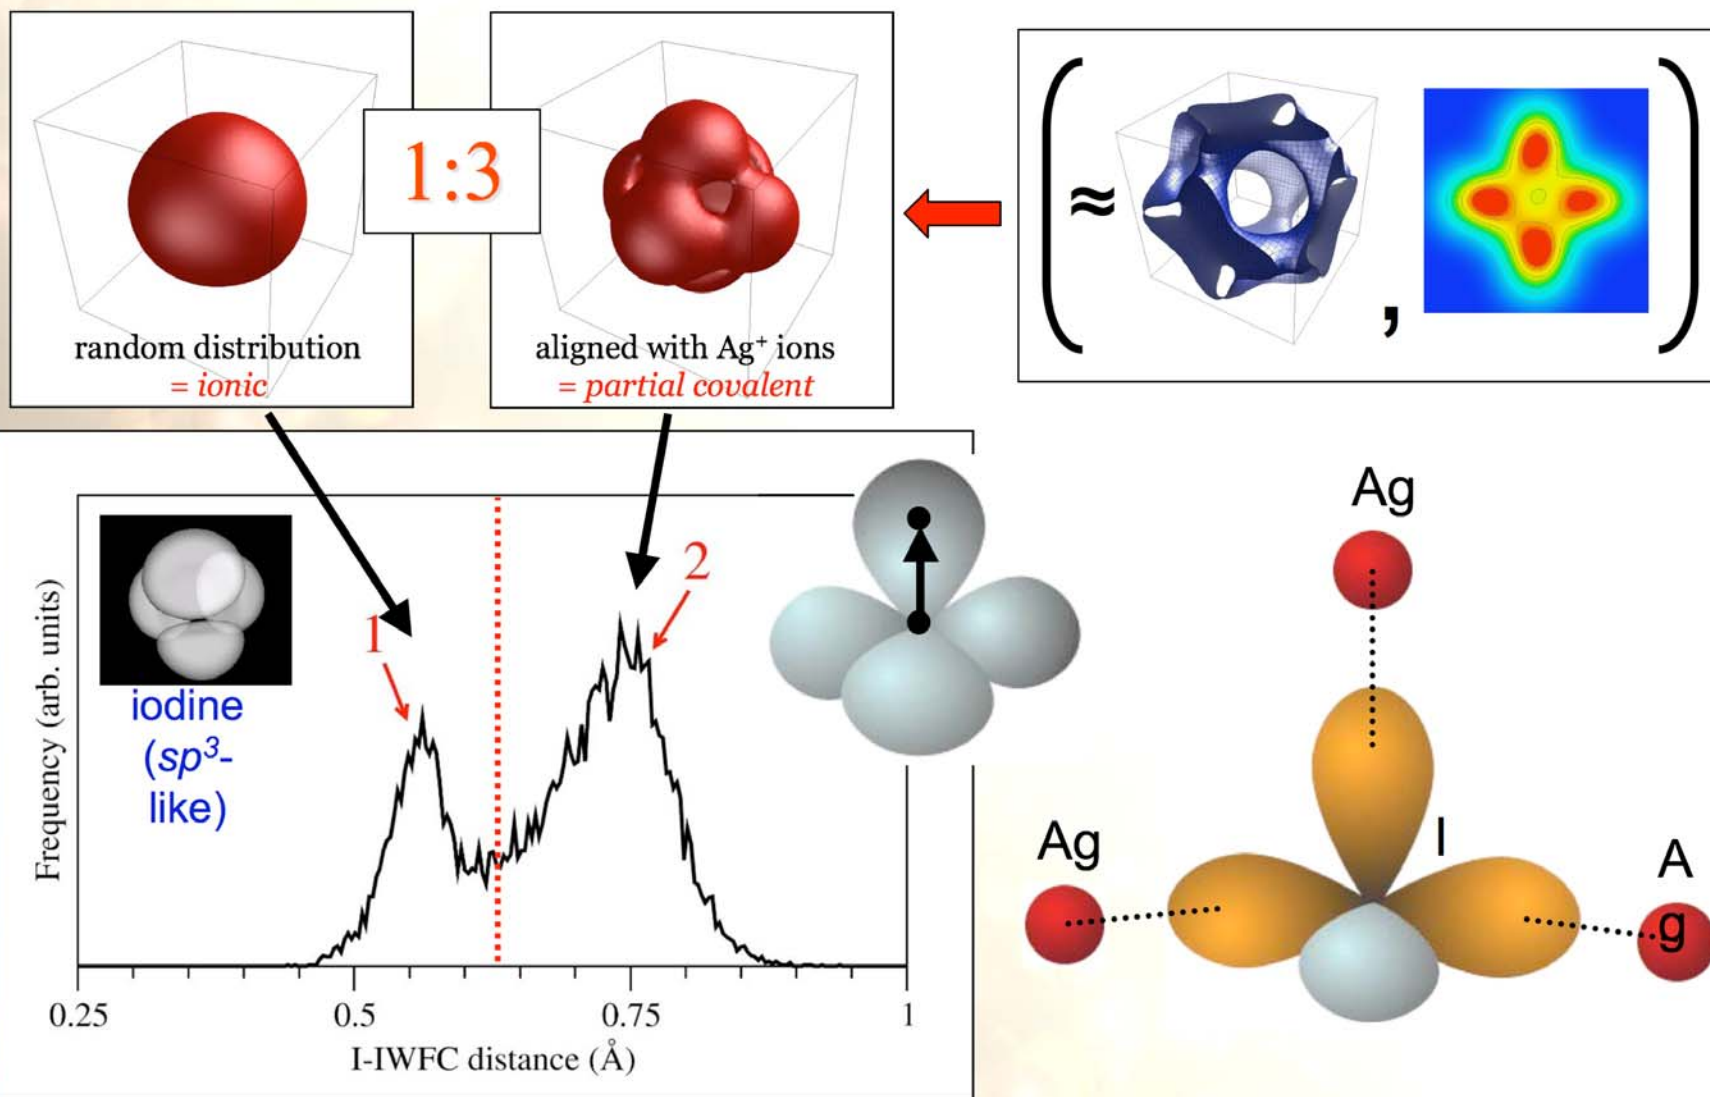 random distribution
= ionic
1:3
aligned with Ag⁺ ions
= partial covalent
(≈ , )
1
2
iodine
(sp³-
like)
Frequency (arb. units)
0.25 0.5 0.75 1
I-IWFC distance (Å)
Ag
Ag
I
A
g